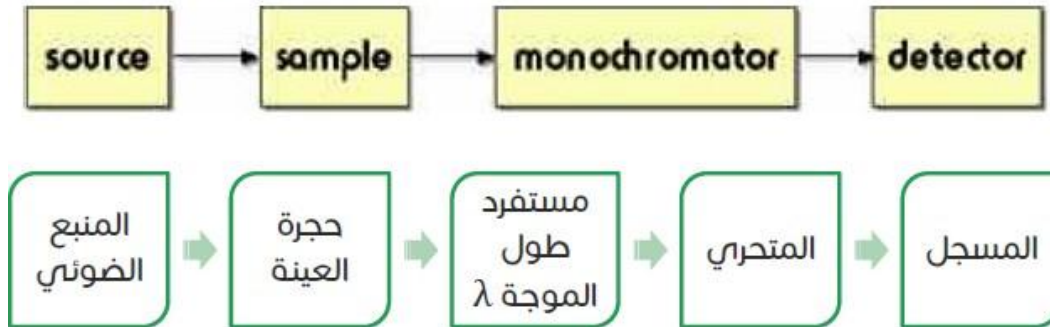 source
sample
monochromator
detector
المنبع
الضوئي
حجرة
العينة
مستفرد
طول
الموجة λ
المتحري
المسجل